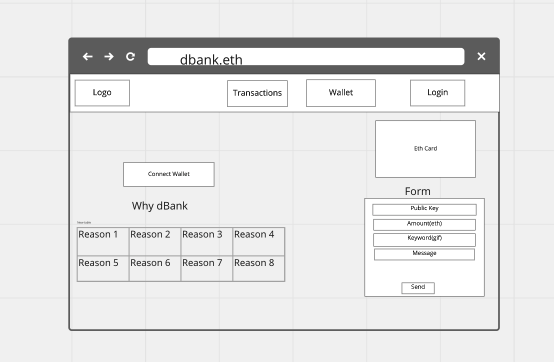 dbank.eth
Logo
Transactions
Wallet
Login
Eth Card
Connect Wallet
Why dBank
Form
Public Key
Amount(eth)
Keyword(gif)
Message
Send
Reason 1 Reason 2 Reason 3 Reason 4
Reason 5 Reason 6 Reason 7 Reason 8